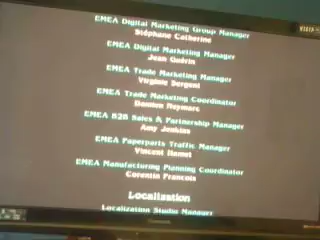 EMEA Digital Marketing Group Manager
Stéphane Catherine
EMEA Digital Marketing Manager
Jean Guérin
EMEA Trade Marketing Manager
Virginie Sergent
EMEA Trade Marketing Coordinator
Damien Meymarc
EMEA B2B Sales & Partnership Manager
Amy Jenkins
EMEA Paperparts Traffic Manager
Vincent Hamet
EMEA Manufacturing Planning Coordinator
Corentin Francois
Localization
Localization Studio Manager